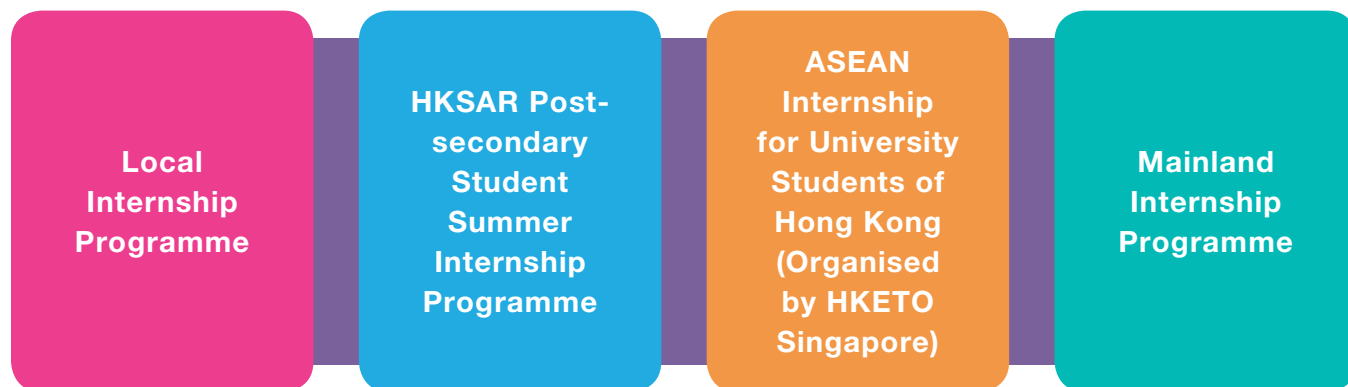 Local
Internship
Programme
HKSAR Post-
secondary
Student
Summer
Internship
Programme
ASEAN
Internship
for University
Students of
Hong Kong
(Organised
by HKETO
Singapore)
Mainland
Internship
Programme